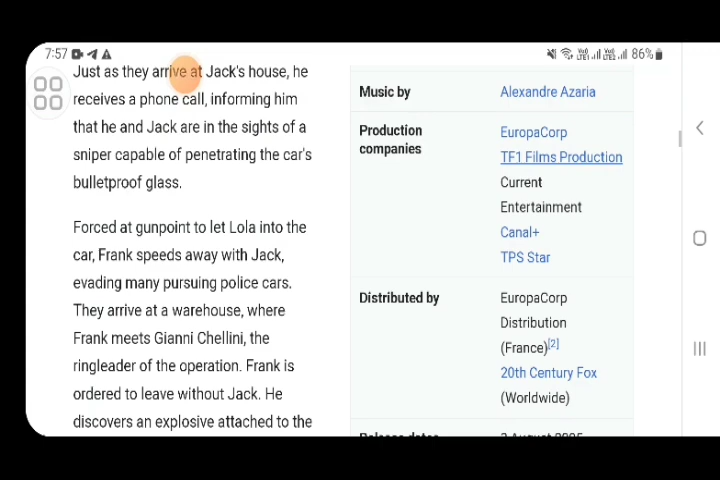 7:57
86%
Just as they arrive at Jack's house, he
receives a phone call, informing him
that he and Jack are in the sights of a
sniper capable of penetrating the car's
bulletproof glass.
Forced at gunpoint to let Lola into the
car, Frank speeds away with Jack,
evading many pursuing police cars.
They arrive at a warehouse, where
Frank meets Gianni Chellini, the
ringleader of the operation. Frank is
ordered to leave without Jack. He
discovers an explosive attached to the
Music by
Alexandre Azaria
Production
companies
EuropaCorp
TF1 Films Production
Current
Entertainment
Canal+
TPS Star
Distributed by
EuropaCorp
Distribution
(France)[2]
20th Century Fox
(Worldwide)